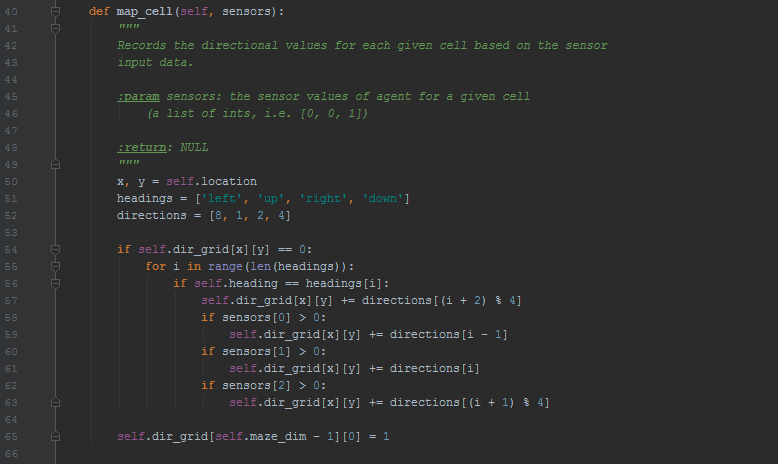 40 def map_cell(self, sensors):
41 """
42 Records the directional values for each given cell based on the sensor
43 input data.
44
45 :param sensors: the sensor values of agent for a given cell
46 (a list of ints, i.e. [0, 0, 1])
47
48 :return: NULL
49 """
50 x, y = self.location
51 headings = ['left', 'up', 'right', 'down']
52 directions = [8, 1, 2, 4]
53
54 if self.dir_grid[x][y] == 0:
55 for i in range(len(headings)):
56 if self.heading == headings[i]:
57 self.dir_grid[x][y] += directions[(i + 2) % 4]
58 if sensors[0] > 0:
59 self.dir_grid[x][y] += directions[i - 1]
60 if sensors[1] > 0:
61 self.dir_grid[x][y] += directions[i]
62 if sensors[2] > 0:
63 self.dir_grid[x][y] += directions[(i + 1) % 4]
64
65 self.dir_grid[self.maze_dim - 1][0] = 1
66